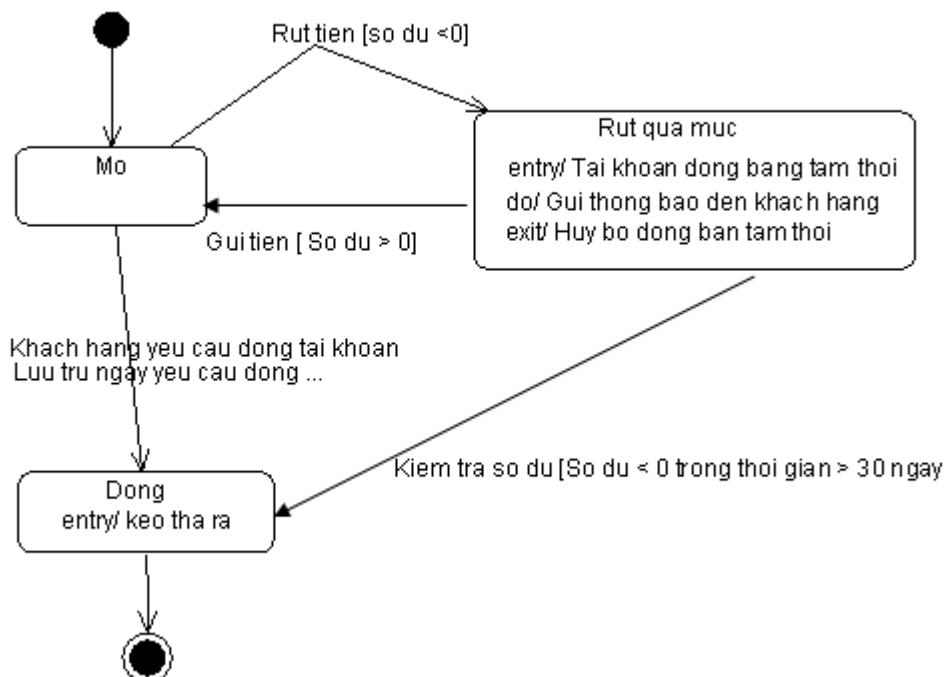 Rut tien [so du <0]
Rut qua muc
Mo
entry/ Tai khoan dong bang tam thoi
do/ Gui thong bao den khach hang
exit/ Huy bo dong ban tam thoi
Gui tien [ So du > 0]
Khach hang yeu cau dong tai khoan
Luu tru ngay yeu cau dong ...
Kiem tra so du [So du < 0 trong thoi gian > 30 ngay
Dong
entry/ keo tha ra